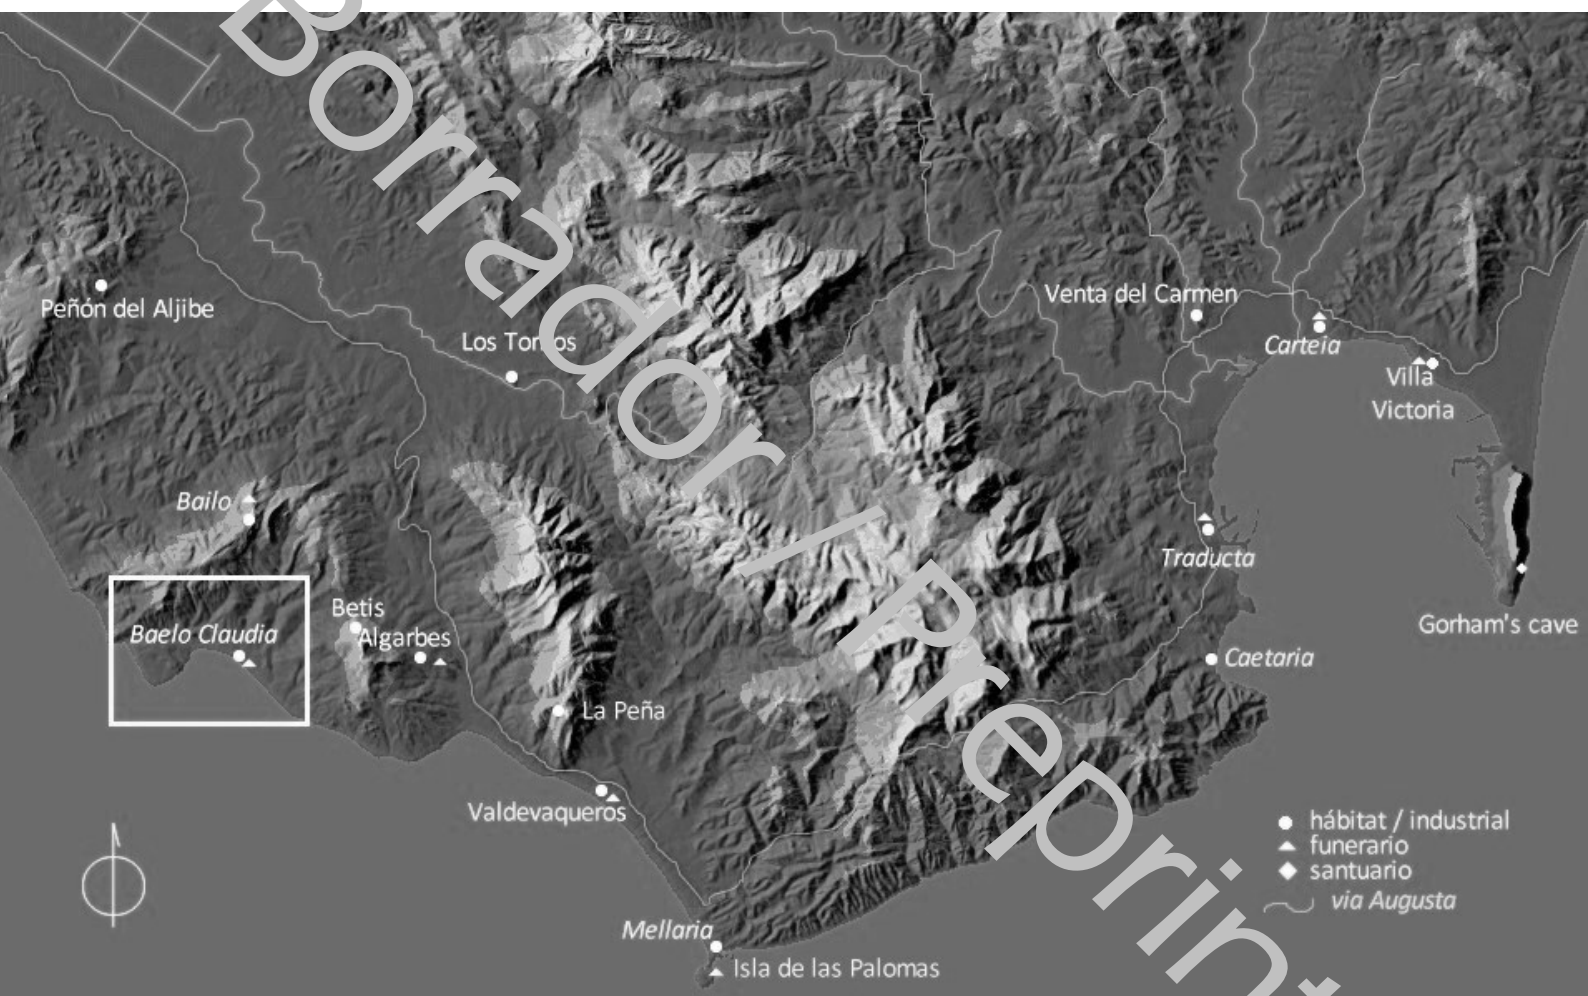 Borrador / Preprint
Peñón del Aljibe
Venta del Carmen
Los Tornos
Carteia
Villa
Victoria
Bailo
Traducta
Betis
Baelo Claudia
Algarbes
Gorham's cave
Caetaria
La Peña
Valdevaqueros
hábitat / industrial
funerario
santuario
via Augusta
Mellaria
Isla de las Palomas